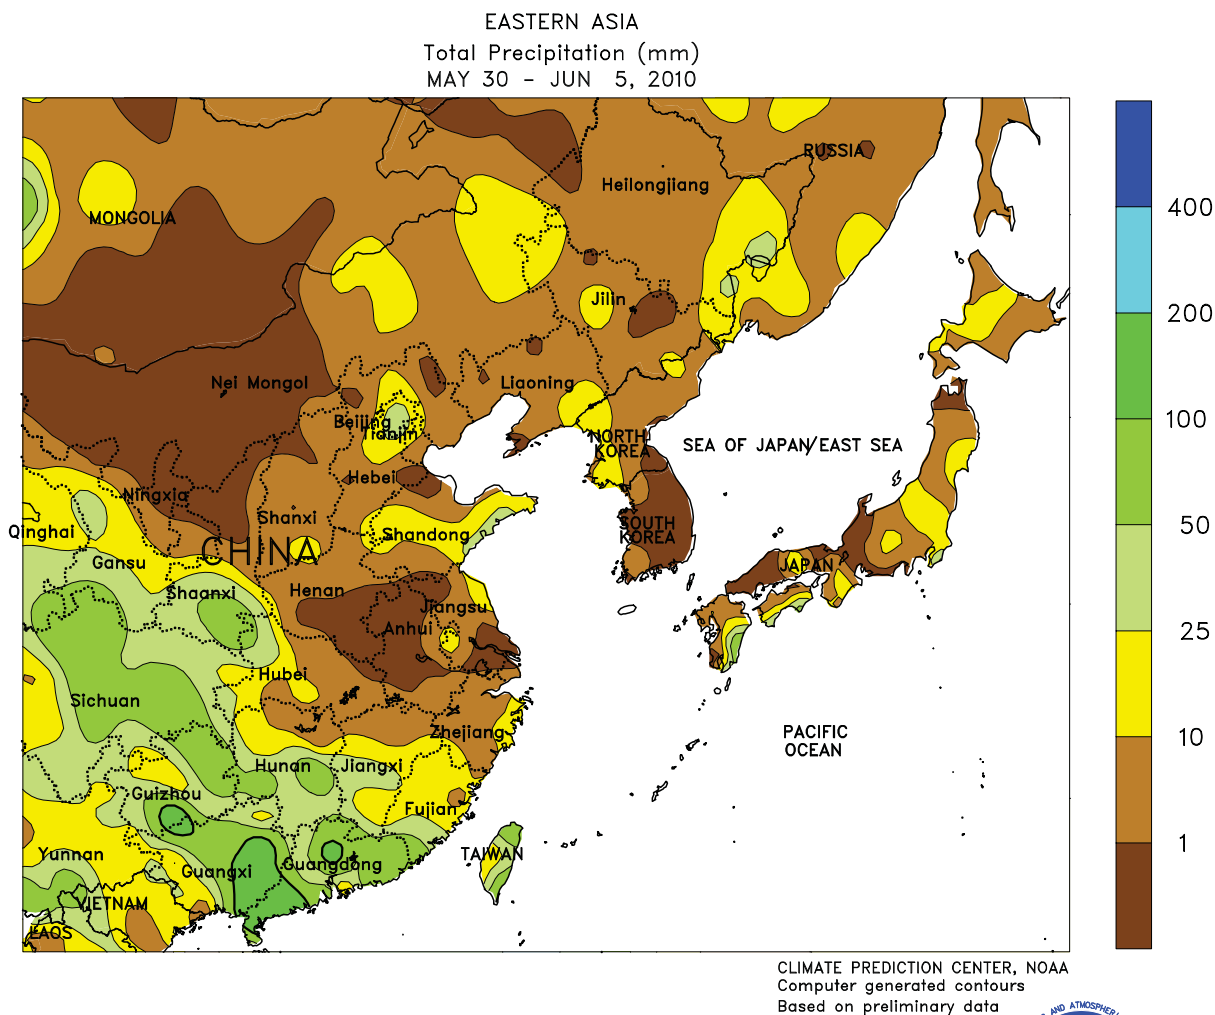 EASTERN ASIA
Total Precipitation (mm)
MAY 30 - JUN 5, 2010
RUSSIA
Heilongjiang
MONGOLIA
400
200
100
50
25
10
1
Jilin
Nei Mongol
Liaoning
Beijing
Tianjin
NORTH
KOREA
SEA OF JAPAN/EAST SEA
Hebei
Ningxia
Shanxi
Qinghai
Shandong
SOUTH
KOREA
CHINA
Gansu
JAPAN
Shaanxi
Henan
Jiangsu
Anhui
Hubei
Sichuan
Zhejiang
PACIFIC
OCEAN
Hunan
Jiangxi
Guizhou
Fujian
Yunnan
TAIWAN
Guangxi
Guangdong
VIETNAM
LAOS
CLIMATE PREDICTION CENTER, NOAA
Computer generated contours
Based on preliminary data
AND ATMOSPHERI